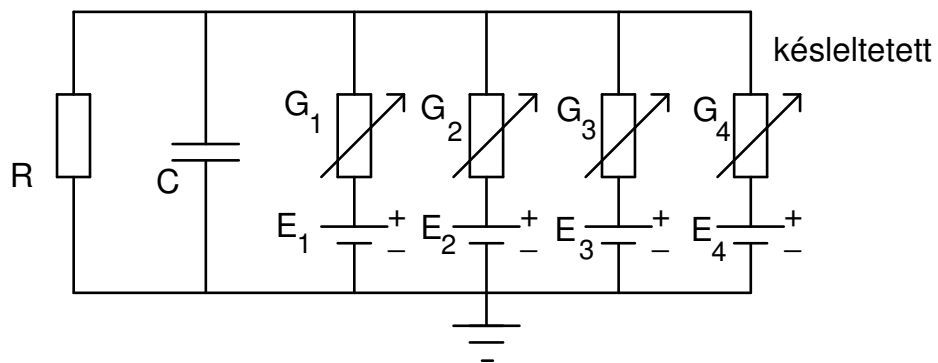 késleltetett
G1 G2 G3 G4
R C
E1 + E2 + E3 + E4 +
− − − −